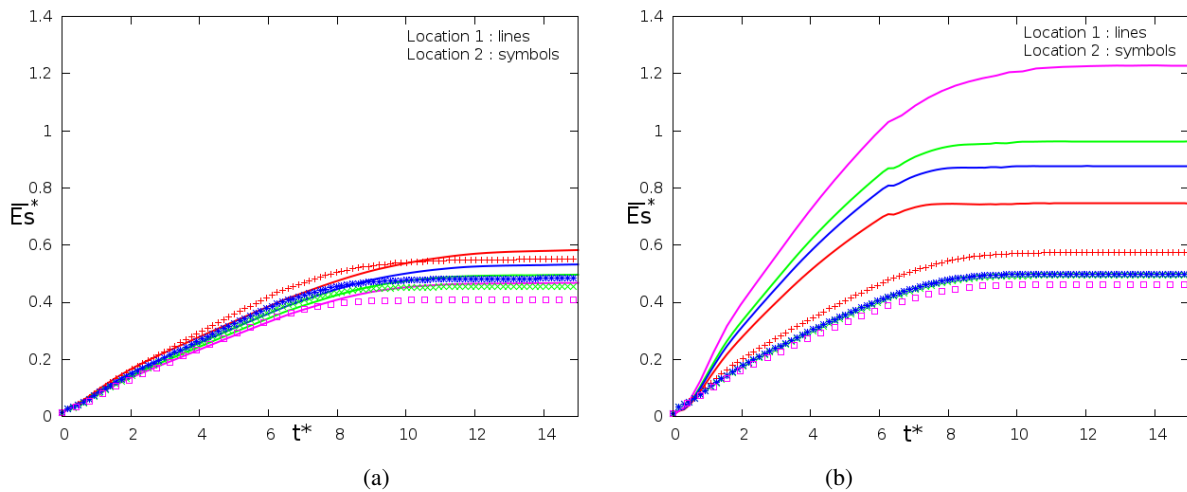 1.4
1.2
1
0.8
0.6
0.4
0.2
0
Es*
0 2 4 6 8 10 12 14
t*
Location 1 : lines
Location 2 : symbols
(a)
1.4
1.2
1
0.8
0.6
0.4
0.2
0
Es*
0 2 4 6 8 10 12 14
t*
Location 1 : lines
Location 2 : symbols
(b)